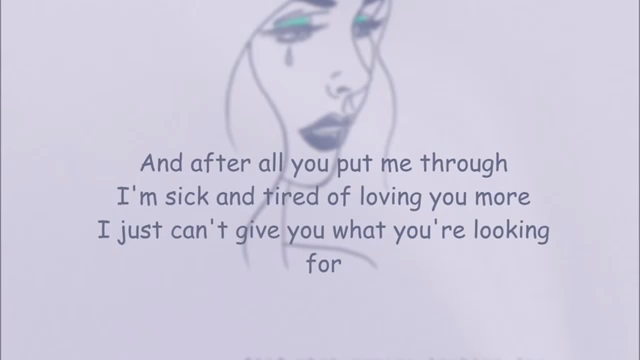 And after all you put me through
I'm sick and tired of loving you more
I just can't give you what you're looking
for